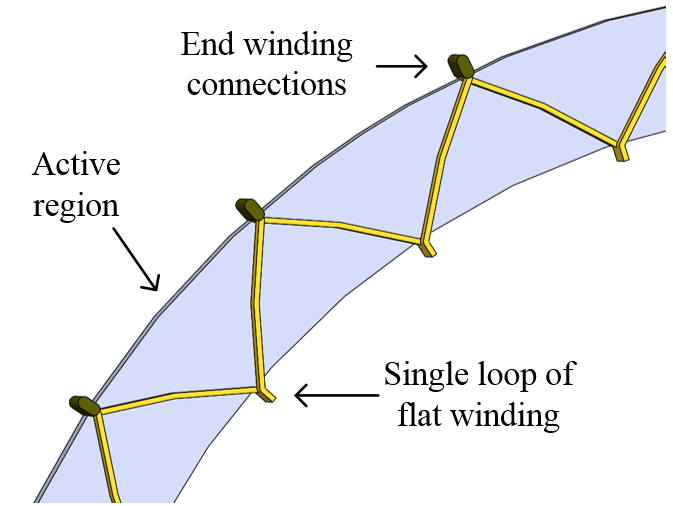 End winding
connections
Active
region
Single loop of
flat winding